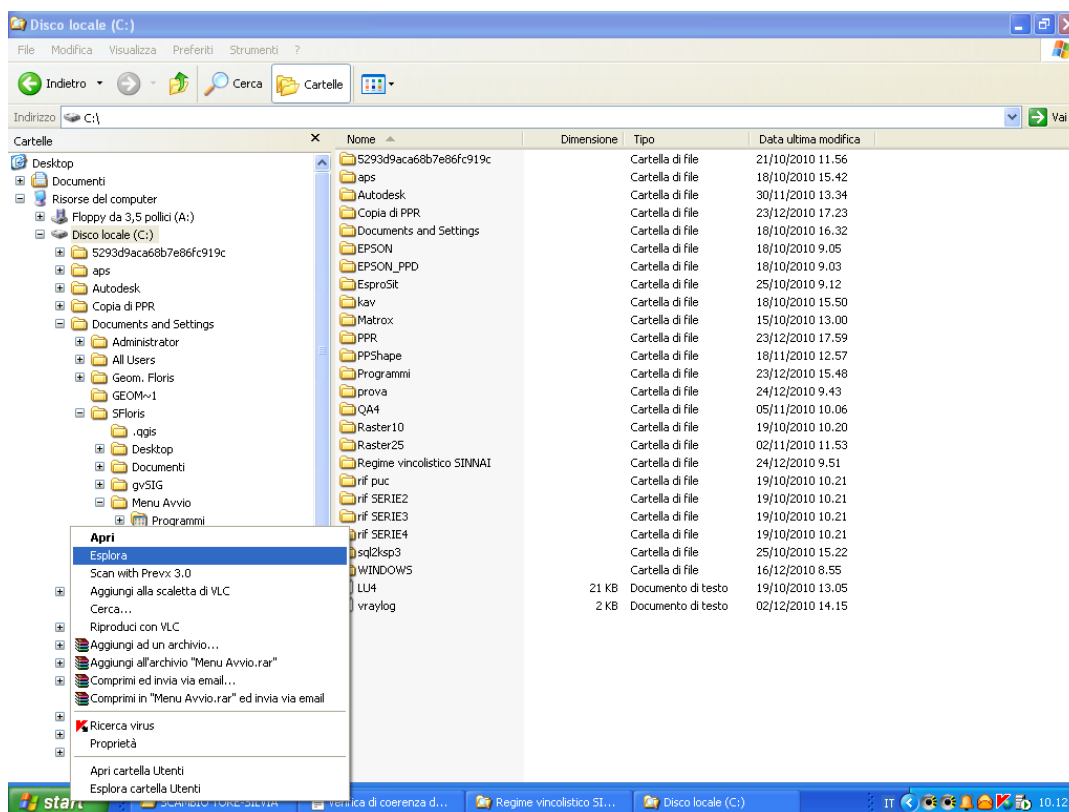 Disco locale (C:)
File Modifica Visualizza Preferiti Strumenti ?
Indietro Cerca Cartelle
Indirizzo C:\ Vai
Cartelle
Desktop
Documenti
Risorse del computer
Floppy da 3,5 pollici (A:)
Disco locale (C:)
5293d9aca68b7e86fc919c
aps
Autodesk
Copia di PPR
Documents and Settings
Administrator
All Users
Geom. Floris
GEOM~1
SFloris
.qgis
Desktop
Documenti
gvSIG
Menu Avvio
Programmi
Nome Dimensione Tipo Data ultima modifica
5293d9aca68b7e86fc919c Cartella di file 21/10/2010 11.56
aps Cartella di file 18/10/2010 15.42
Autodesk Cartella di file 30/11/2010 13.34
Copia di PPR Cartella di file 23/12/2010 17.23
Documents and Settings Cartella di file 18/10/2010 16.32
EPSON Cartella di file 18/10/2010 9.05
EPSON_PPD Cartella di file 18/10/2010 9.03
EsproSit Cartella di file 25/10/2010 9.12
kav Cartella di file 18/10/2010 15.50
Matrox Cartella di file 15/10/2010 13.00
PPR Cartella di file 23/12/2010 17.59
PPShape Cartella di file 18/11/2010 12.57
Programmi Cartella di file 23/12/2010 15.48
prova Cartella di file 24/12/2010 9.43
QA4 Cartella di file 05/11/2010 10.06
Raster10 Cartella di file 19/10/2010 10.20
Raster25 Cartella di file 02/11/2010 11.53
Regime vincolistico SINNAI Cartella di file 24/12/2010 9.51
rif puc Cartella di file 19/10/2010 10.21
rif SERIE2 Cartella di file 19/10/2010 10.21
rif SERIE3 Cartella di file 19/10/2010 10.21
rif SERIE4 Cartella di file 19/10/2010 10.21
sql2ksp3 Cartella di file 25/10/2010 15.22
WINDOWS Cartella di file 16/12/2010 8.55
LU4 21 KB Documento di testo 19/10/2010 13.05
vraylog 2 KB Documento di testo 02/12/2010 14.15
Apri
Esplora
Scan with Prevx 3.0
Aggiungi alla scaletta di VLC
Cerca...
Riproduci con VLC
Aggiungi ad un archivio...
Aggiungi all'archivio "Menu Avvio.rar"
Comprimi ed invia via email...
Comprimi in "Menu Avvio.rar" ed invia via email
Ricerca virus
Proprietà
Apri cartella Utenti
Esplora cartella Utenti
start SCAMBIO TORE-SILVIA Verifica di coerenza d... Regime vincolistico SI... Disco locale (C:) IT 10.12